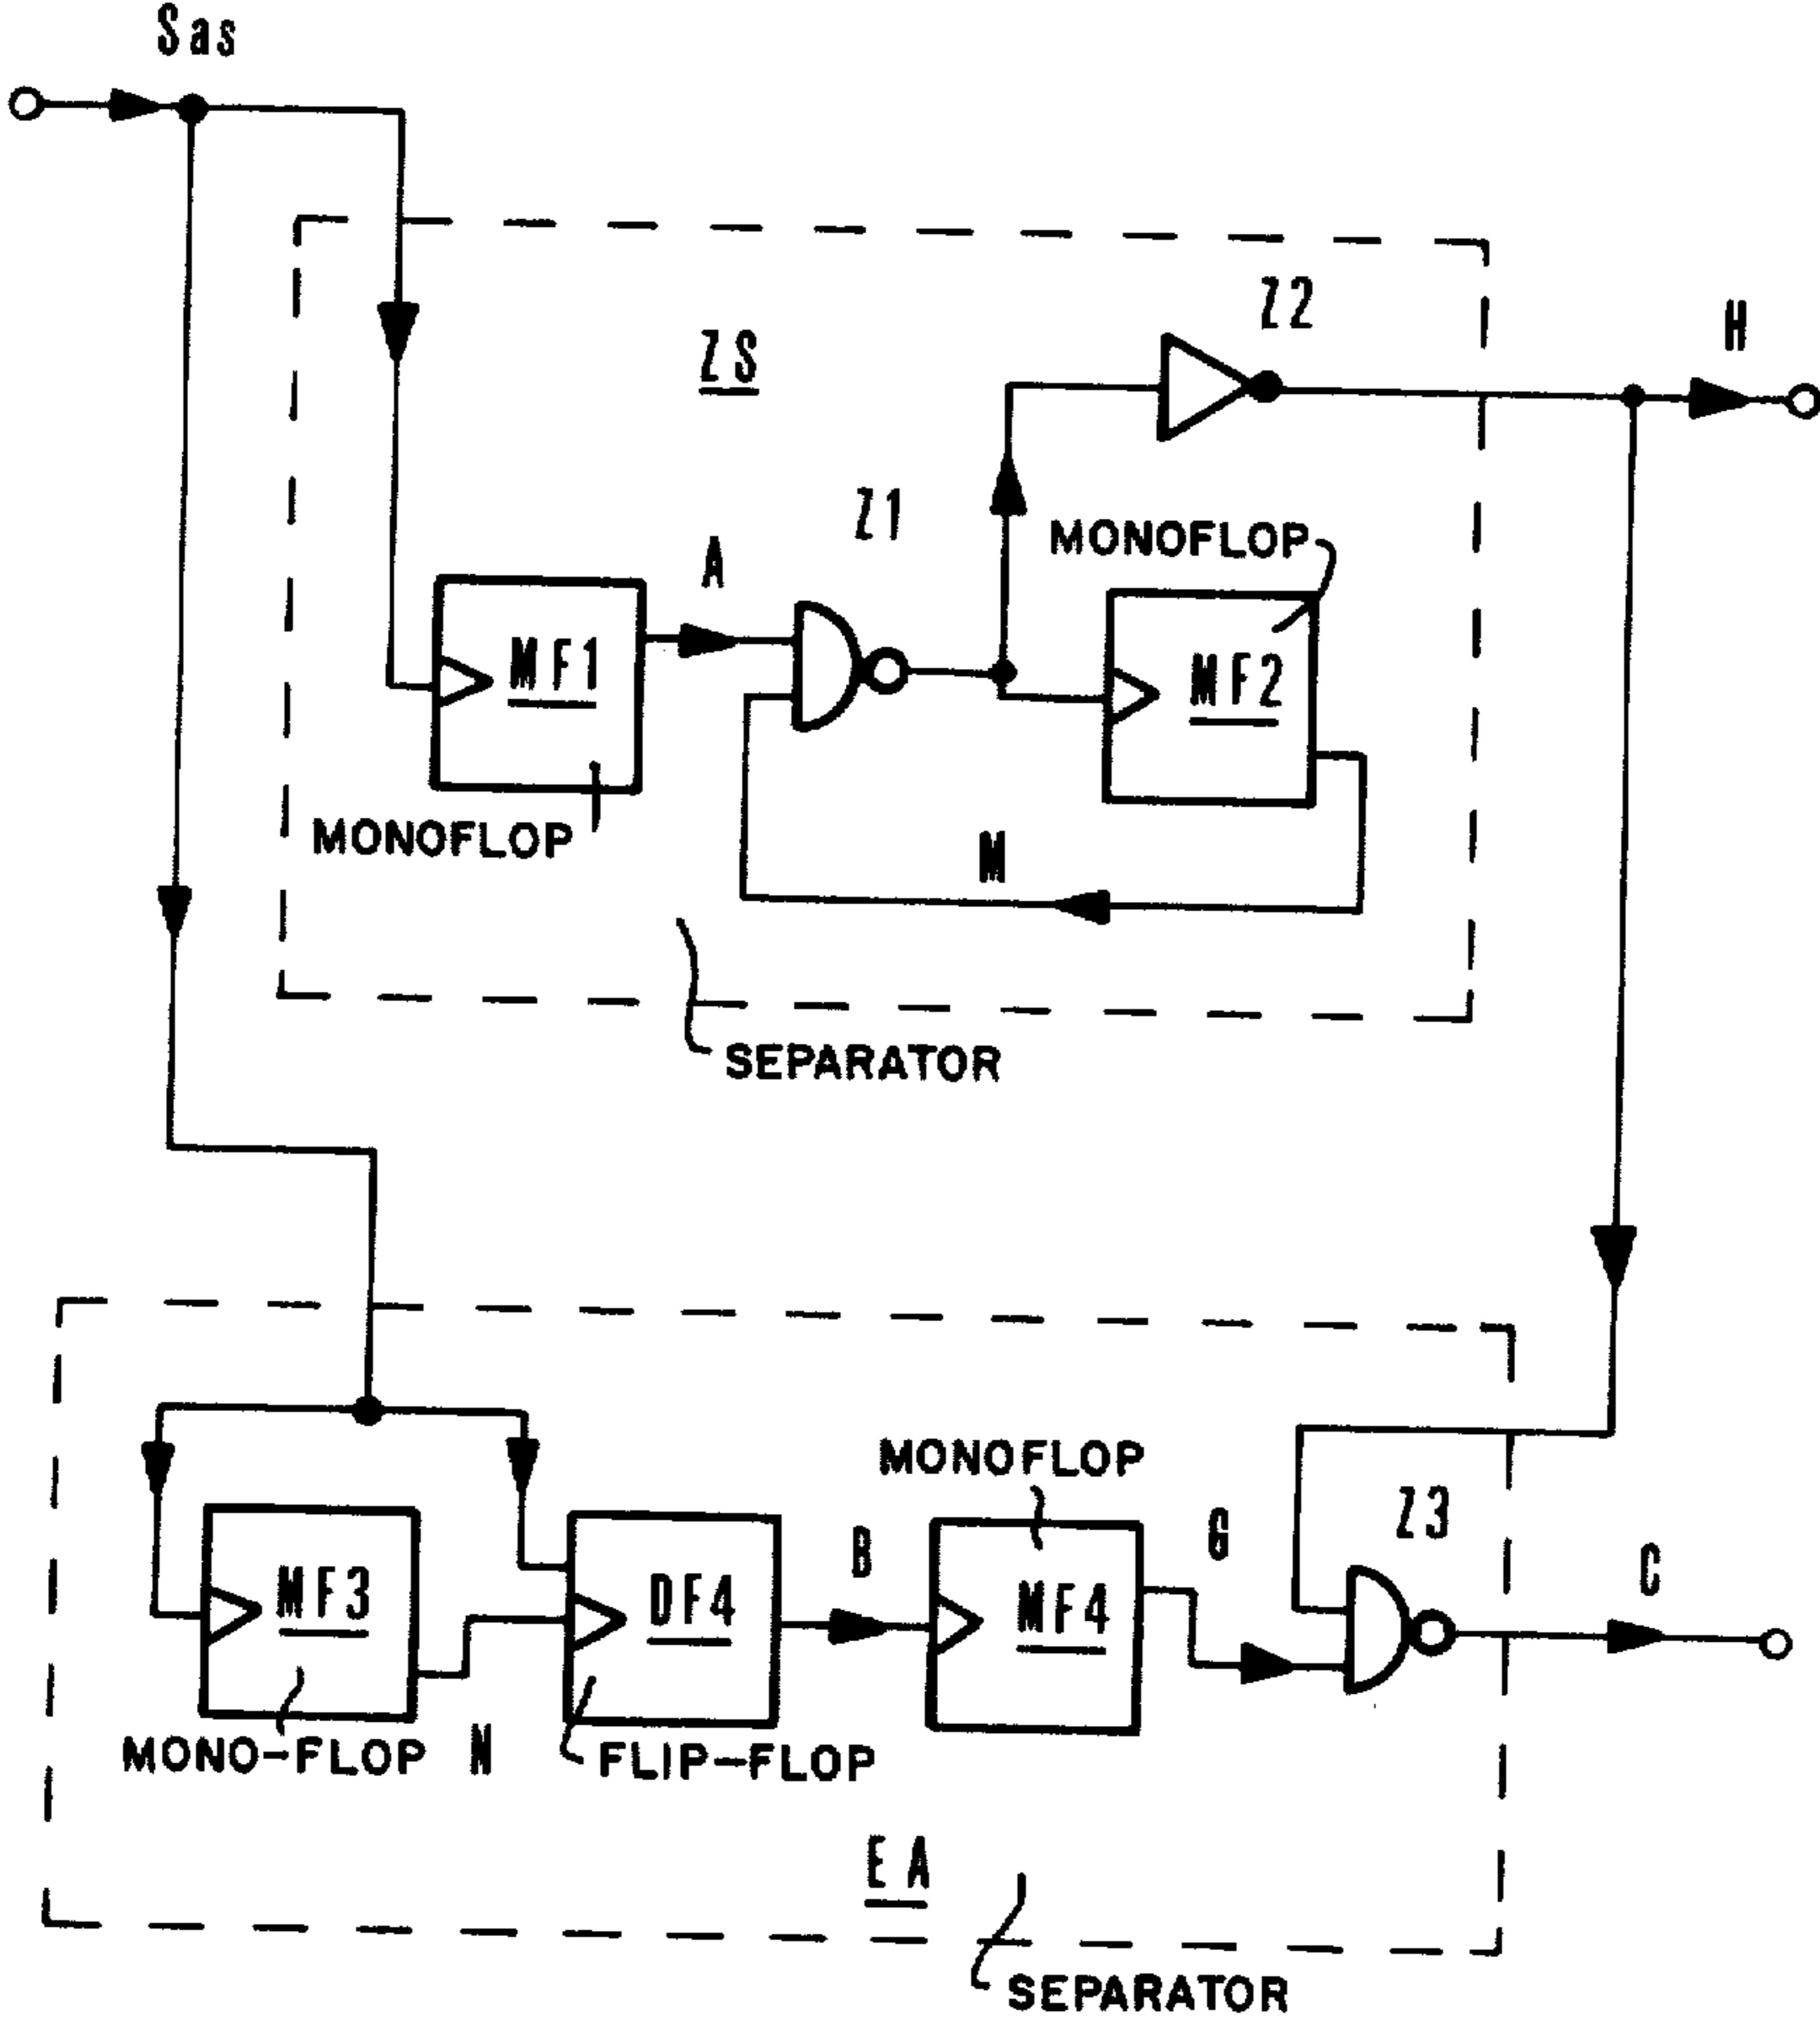 Sas
Z2
H
ZS
Z1
MONOFLOP
A
MF1
MF2
MONOFLOP
M
SEPARATOR
MONOFLOP
Z3
B
G
C
MF3
DF4
MF4
MONO-FLOP
N
FLIP-FLOP
EA
SEPARATOR